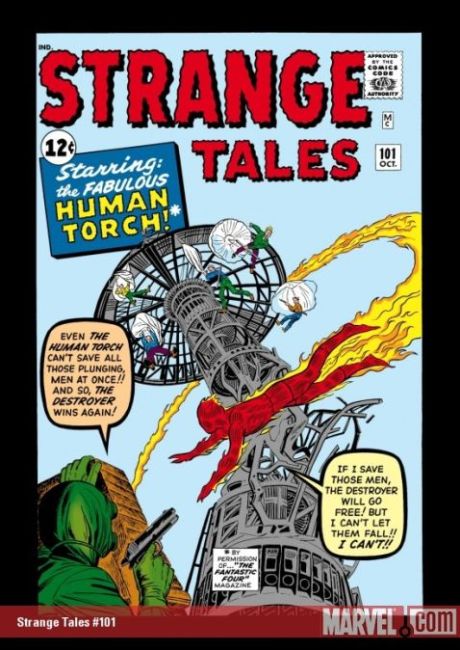 IND.
STRANGE
TALES
APPROVED
BY THE
COMICS
CODE
AUTHORITY
MC
12¢
101
OCT.
Starring:
the FABULOUS
HUMAN
TORCH!*
EVEN THE
HUMAN TORCH
CAN'T SAVE ALL
THOSE PLUNGING,
MEN AT ONCE!!
AND SO, THE
DESTROYER
WINS AGAIN!
IF I SAVE
THOSE MEN,
THE DESTROYER
WILL GO
FREE! BUT
I CAN'T LET
THEM FALL!!
I CAN'T!!
* BY
PERMISSION
OF... "THE
FANTASTIC
FOUR"
MAGAZINE
Strange Tales #101
MARVEL.com